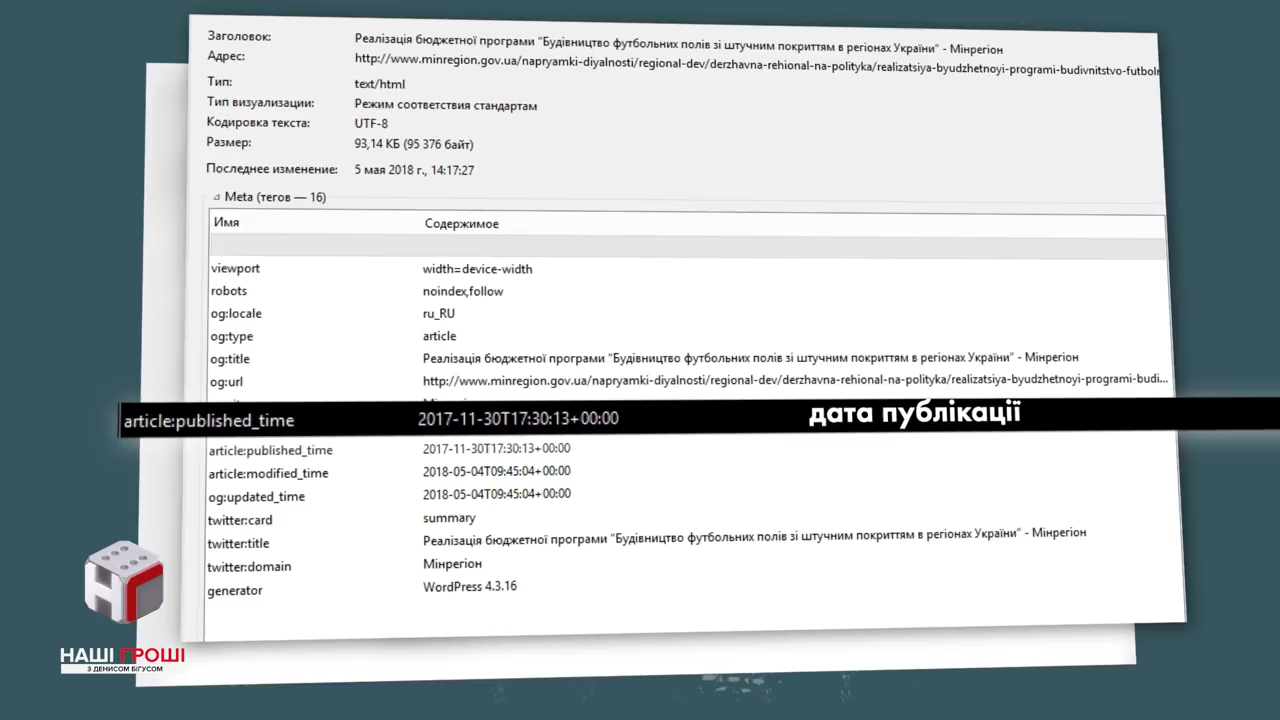 Заголовок: Реалізація бюджетної програми "Будівництво футбольних полів зі штучним покриттям в регіонах України" - Мінрегіон
Адрес: http://www.minregion.gov.ua/napryamki-diyalnosti/regional-dev/derzhavna-rehional-na-polityka/realizatsiya-byudzhetnoyi-programi-budivnitstvo-futboln
Тип: text/html
Тип визуализации: Режим соответствия стандартам
Кодировка текста: UTF-8
Размер: 93,14 КБ (95 376 байт)
Последнее изменение: 5 мая 2018 г., 14:17:27
Meta (тегов — 16)
Имя Содержимое
viewport width=device-width
robots noindex,follow
og:locale ru_RU
og:type article
og:title Реалізація бюджетної програми "Будівництво футбольних полів зі штучним покриттям в регіонах України" - Мінрегіон
og:url http://www.minregion.gov.ua/napryamki-diyalnosti/regional-dev/derzhavna-rehional-na-polityka/realizatsiya-byudzhetnoyi-programi-budi...
article:published_time 2017-11-30T17:30:13+00:00 дата публікації
article:published_time 2017-11-30T17:30:13+00:00
article:modified_time 2018-05-04T09:45:04+00:00
og:updated_time 2018-05-04T09:45:04+00:00
twitter:card summary
twitter:title Реалізація бюджетної програми "Будівництво футбольних полів зі штучним покриттям в регіонах України" - Мінрегіон
twitter:domain Мінрегіон
generator WordPress 4.3.16
НАШІ ГРОШІ
З ДЕНИСОМ БІГУСОМ